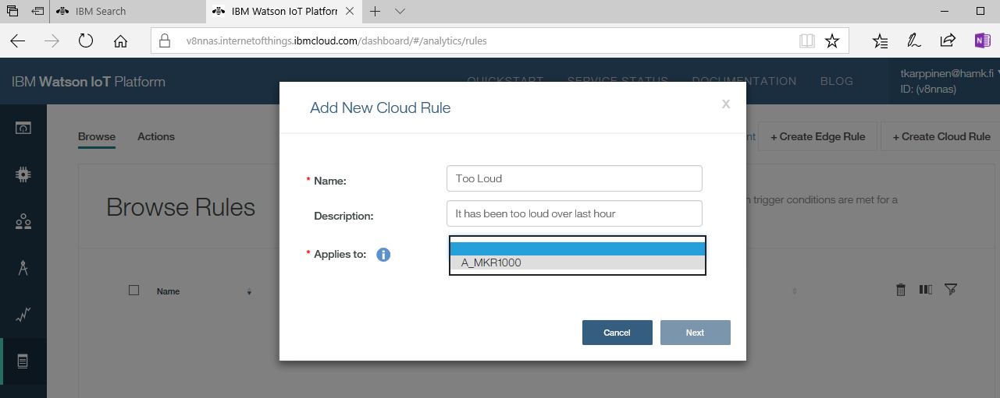 IBM Search
IBM Watson IoT Platforr
v8nnas.internetofthings.ibmcloud.com/dashboard/#/analytics/rules
IBM Watson IoT Platform
QUICKSTART SERVICE STATUS DOCUMENTATION BLOG
tkarppinen@hamk.fi
ID: (v8nnas)
Add New Cloud Rule
X
Browse Actions
+ Create Edge Rule
+ Create Cloud Rule
* Name: Too Loud
Browse Rules
trigger conditions are met for a
Description: It has been too loud over last hour
* Applies to: i
A_MKR1000
Name
Cancel Next